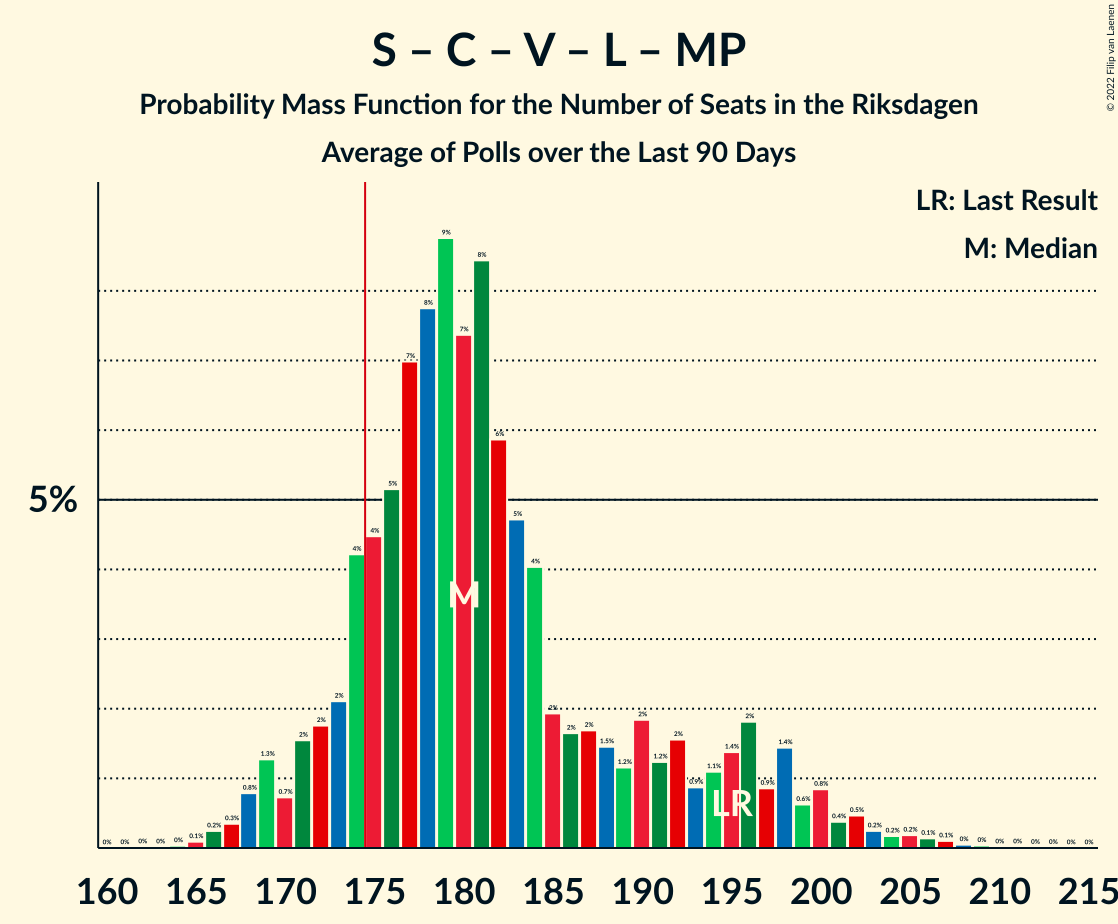 S – C – V – L – MP
Probability Mass Function for the Number of Seats in the Riksdagen
Average of Polls over the Last 90 Days
© 2022 Filip van Laenen
LR: Last Result
M: Median
5%
0% 0% 0% 0% 0% 0.1% 0.2% 0.3% 0.8% 1.3% 0.7% 2% 2% 2% 4% 4% 5% 7% 8% 9% 7% 8% 6% 5% 4% 2% 2% 2% 1.5% 1.2% 2% 1.2% 2% 0.9% 1.1% 1.4% 2% 0.9% 1.4% 0.6% 0.8% 0.4% 0.5% 0.2% 0.2% 0.2% 0.1% 0.1% 0% 0% 0% 0% 0% 0% 0% 0%
M
LR
160 165 170 175 180 185 190 195 200 205 210 215